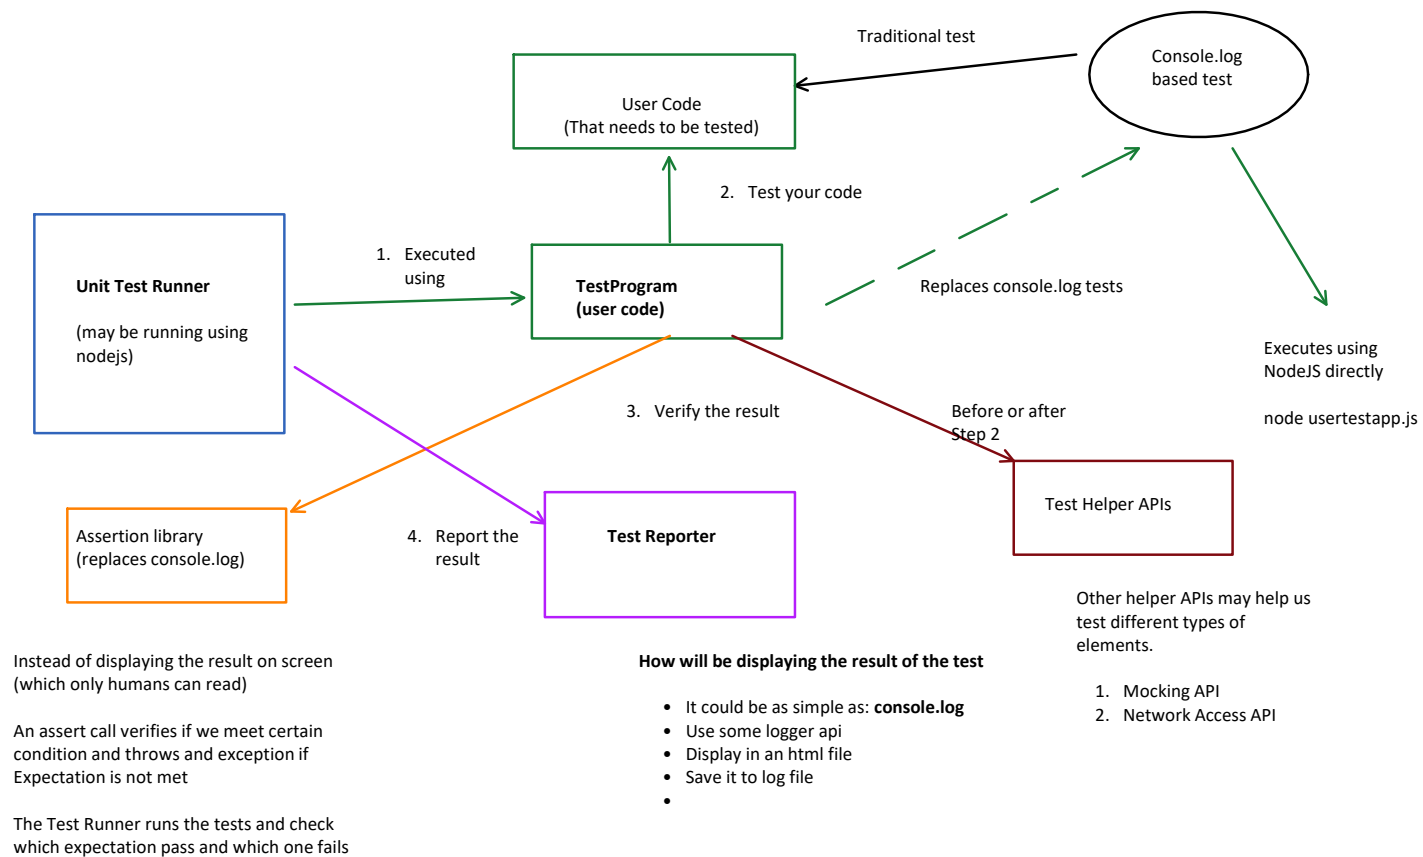 Traditional test
Console.log
based test
User Code
(That needs to be tested)
2. Test your code
1. Executed
using
Unit Test Runner
(may be running using
nodejs)
TestProgram
(user code)
Replaces console.log tests
Executes using
NodeJS directly
node usertestapp.js
3. Verify the result
Before or after
Step 2
Assertion library
(replaces console.log)
4. Report the
result
Test Reporter
Test Helper APIs
Instead of displaying the result on screen
(which only humans can read)
An assert call verifies if we meet certain
condition and throws and exception if
Expectation is not met
The Test Runner runs the tests and check
which expectation pass and which one fails
How will be displaying the result of the test
• It could be as simple as: console.log
• Use some logger api
• Display in an html file
• Save it to log file
•
Other helper APIs may help us
test different types of
elements.
1. Mocking API
2. Network Access API